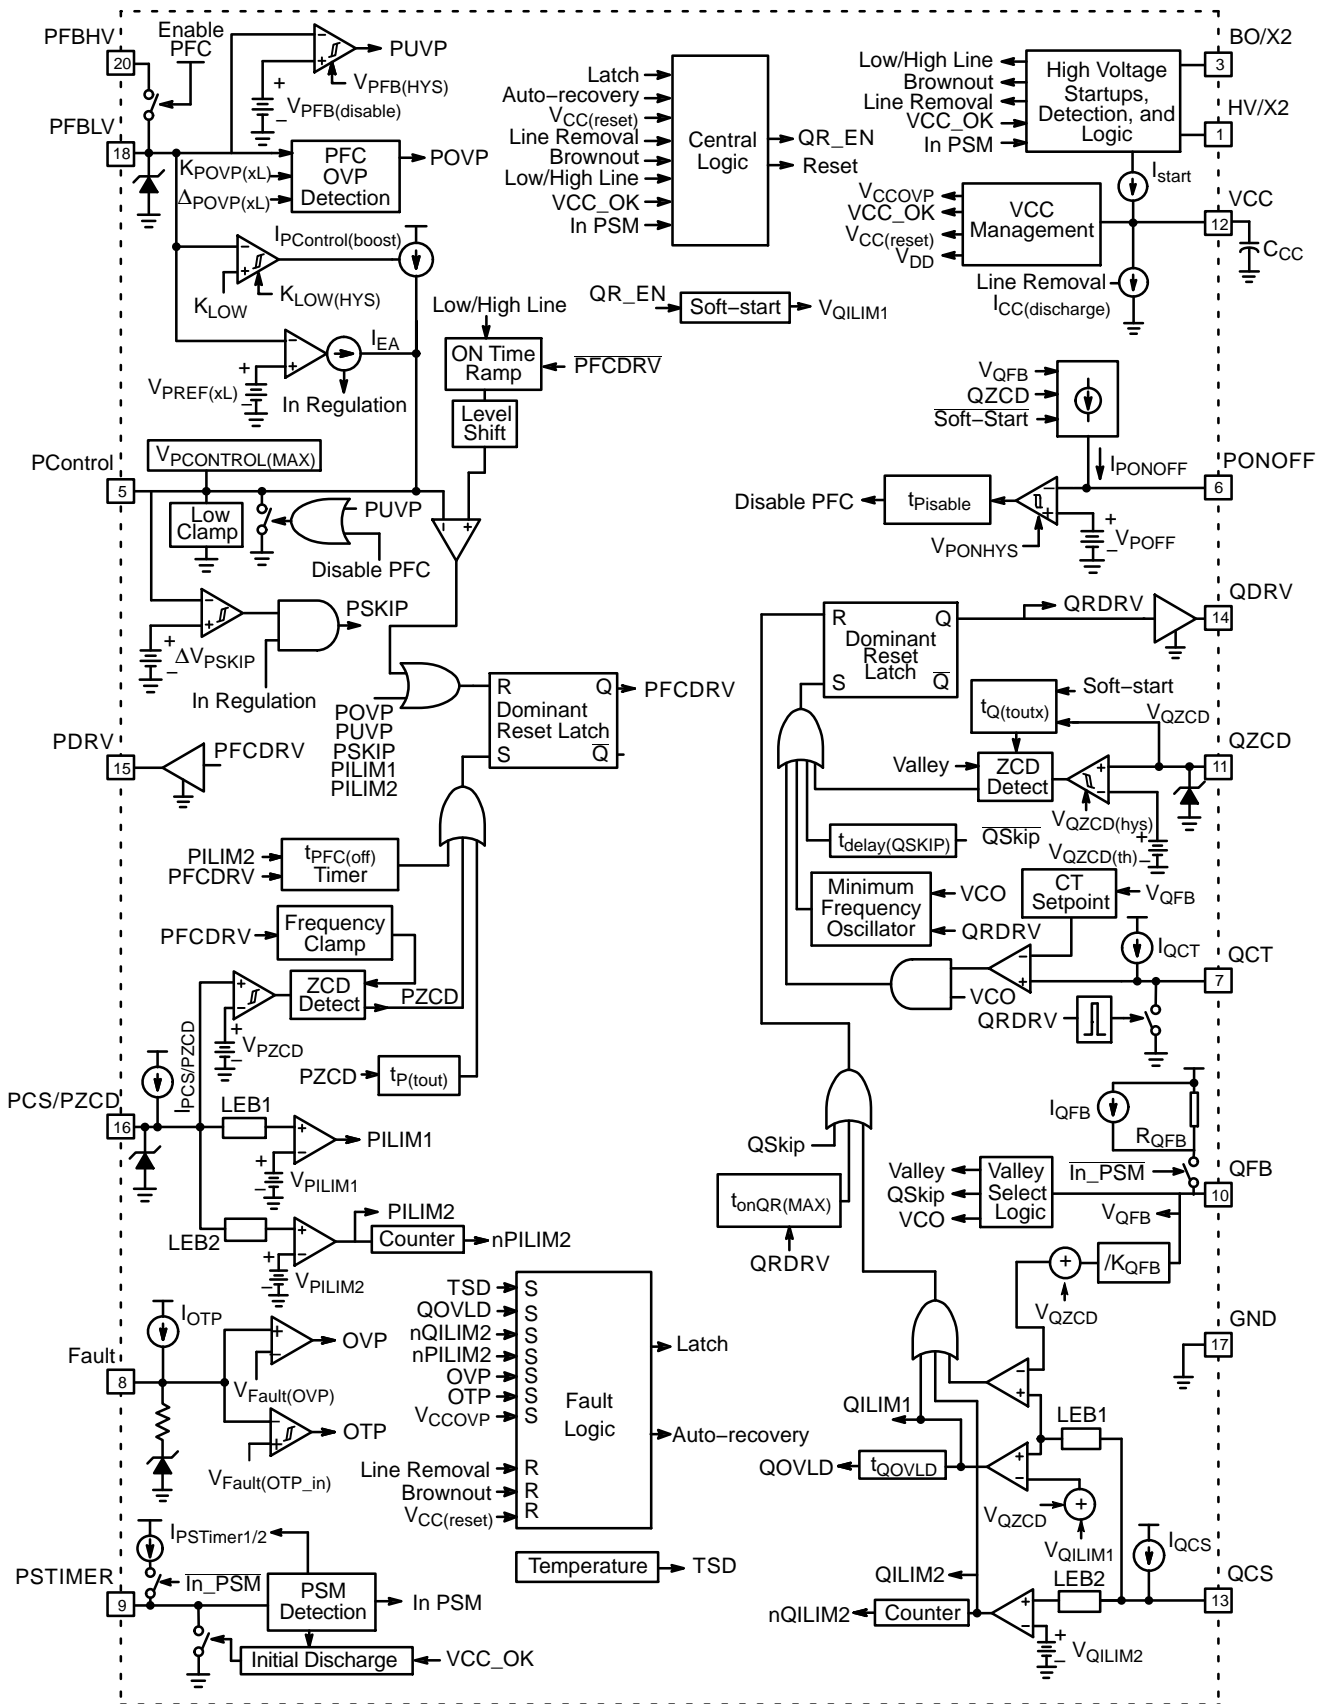 PFBHV
20
Enable
PFC
PUVP
VPFB(HYS)
VPFB(disable)
+
−
PFBLV
18
KPOVP(xL)
ΔPOVP(xL)
PFC
OVP
Detection
POVP
IPControl(boost)
KLOW
KLOW(HYS)
IEA
VPREF(xL)
In Regulation
Low/High Line
ON Time
Ramp
PFCDRV
Level
Shift
Latch
Auto−recovery
VCC(reset)
Line Removal
Brownout
Low/High Line
VCC_OK
In PSM
Central
Logic
QR_EN
Reset
QR_EN
Soft−start
VQILIM1
Low/High Line
Brownout
Line Removal
VCC_OK
In PSM
High Voltage
Startups,
Detection, and
Logic
BO/X2
3
HV/X2
1
Istart
VCCOVP
VCC_OK
VCC(reset)
VDD
VCC
Management
VCC
12
CCC
Line Removal
ICC(discharge)
VQFB
QZCD
Soft-Start
IPONOFF
PONOFF
6
Disable PFC
tPisable
VPONHYS
VPOFF
PControl
5
VPCONTROL(MAX)
Low
Clamp
PUVP
Disable PFC
PSKIP
ΔVPSKIP
In Regulation
POVP
PUVP
PSKIP
PILIM1
PILIM2
R
Q
Dominant
Reset Latch
S
Q
PFCDRV
PDRV
15
PFCDRV
PILIM2
PFCDRV
tPFC(off)
Timer
PFCDRV
Frequency
Clamp
ZCD
Detect
PZCD
VPZCD
PZCD
tP(tout)
IPCS/PZCD
PCS/PZCD
16
LEB1
PILIM1
VPILIM1
LEB2
PILIM2
Counter
nPILIM2
VPILIM2
IOTP
Fault
8
OVP
VFault(OVP)
OTP
VFault(OTP_in)
TSD
QOVLD
nQILIM2
nPILIM2
OVP
OTP
VCCOVP
S
S
S
S
S
S
S
Fault
Logic
Latch
Auto−recovery
Line Removal
Brownout
VCC(reset)
R
R
R
Temperature
TSD
IPSTimer1/2
PSTIMER
9
In_PSM
PSM
Detection
In PSM
Initial Discharge
VCC_OK
R
Q
Dominant
Reset
Latch
S
Q
QRDRV
QDRV
14
Soft−start
tQ(toutx)
VQZCD
QZCD
11
Valley
ZCD
Detect
VQZCD(hys)
VQZCD(th)
tdelay(QSKIP)
QSkip
Minimum
Frequency
Oscillator
VCO
QRDRV
CT
Setpoint
VQFB
IQCT
QCT
7
VCO
QRDRV
QSkip
tonQR(MAX)
QRDRV
IQFB
RQFB
In_PSM
QFB
10
Valley
QSkip
VCO
Valley
Select
Logic
VQFB
/KQFB
VQZCD
GND
17
QILIM1
QOVLD
tQOVLD
LEB1
VQZCD
VQILIM1
IQCS
QCS
13
LEB2
QILIM2
nQILIM2
Counter
VQILIM2